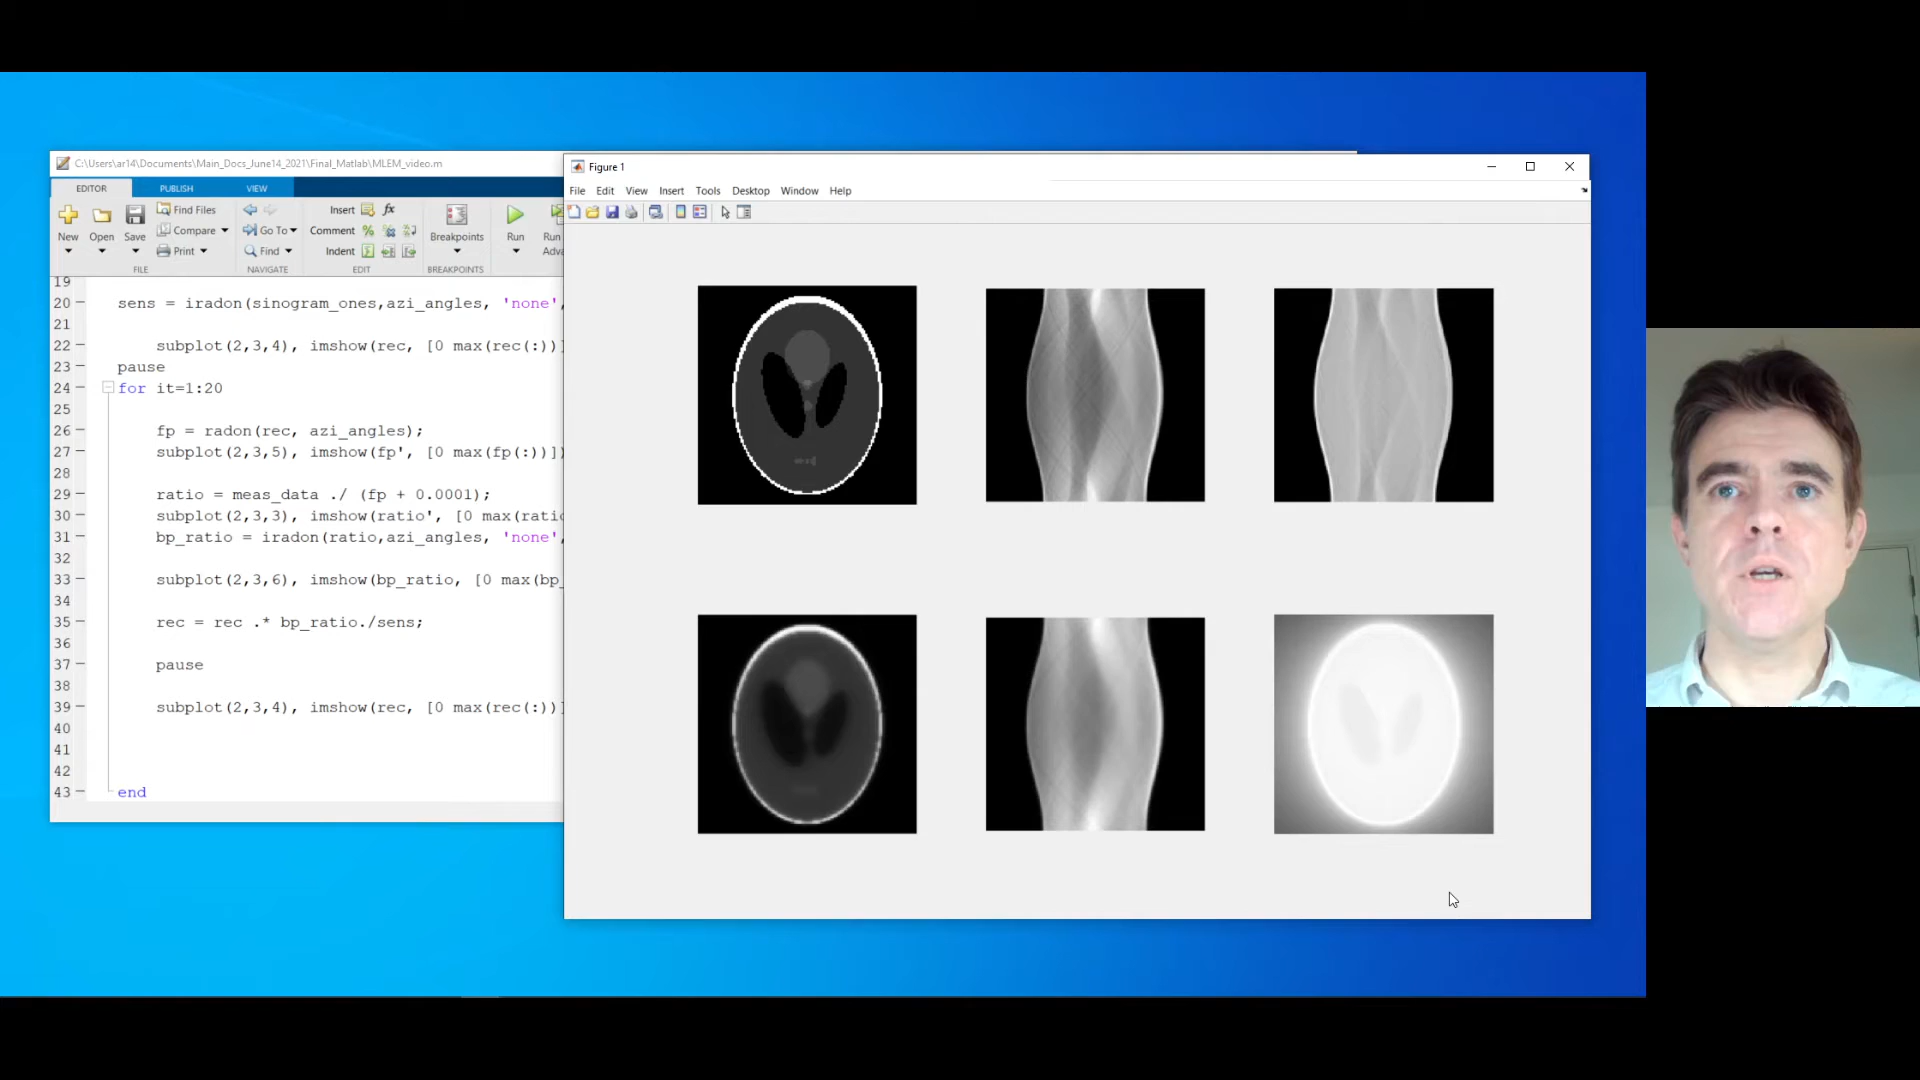 C:\Users\ar14\Documents\Main_Docs_June14_2021\Final_Matlab\MLEM_video.m
EDITOR PUBLISH VIEW
New Open Save
Find Files
Compare
Print
Go To
Find
Insert fx
Comment
Indent
Breakpoints
Run
Run
Adva
FILE NAVIGATE EDIT BREAKPOINTS
19
20 sens = iradon(sinogram_ones,azi_angles, 'none',
21
22 subplot(2,3,4), imshow(rec, [0 max(rec(:))]
23 pause
24 for it=1:20
25
26 fp = radon(rec, azi_angles);
27 subplot(2,3,5), imshow(fp', [0 max(fp(:))])
28
29 ratio = meas_data ./ (fp + 0.0001);
30 subplot(2,3,3), imshow(ratio', [0 max(ratio
31 bp_ratio = iradon(ratio,azi_angles, 'none',
32
33 subplot(2,3,6), imshow(bp_ratio, [0 max(bp_
34
35 rec = rec .* bp_ratio./sens;
36
37 pause
38
39 subplot(2,3,4), imshow(rec, [0 max(rec(:))]
40
41
42
43 end
Figure 1
File Edit View Insert Tools Desktop Window Help